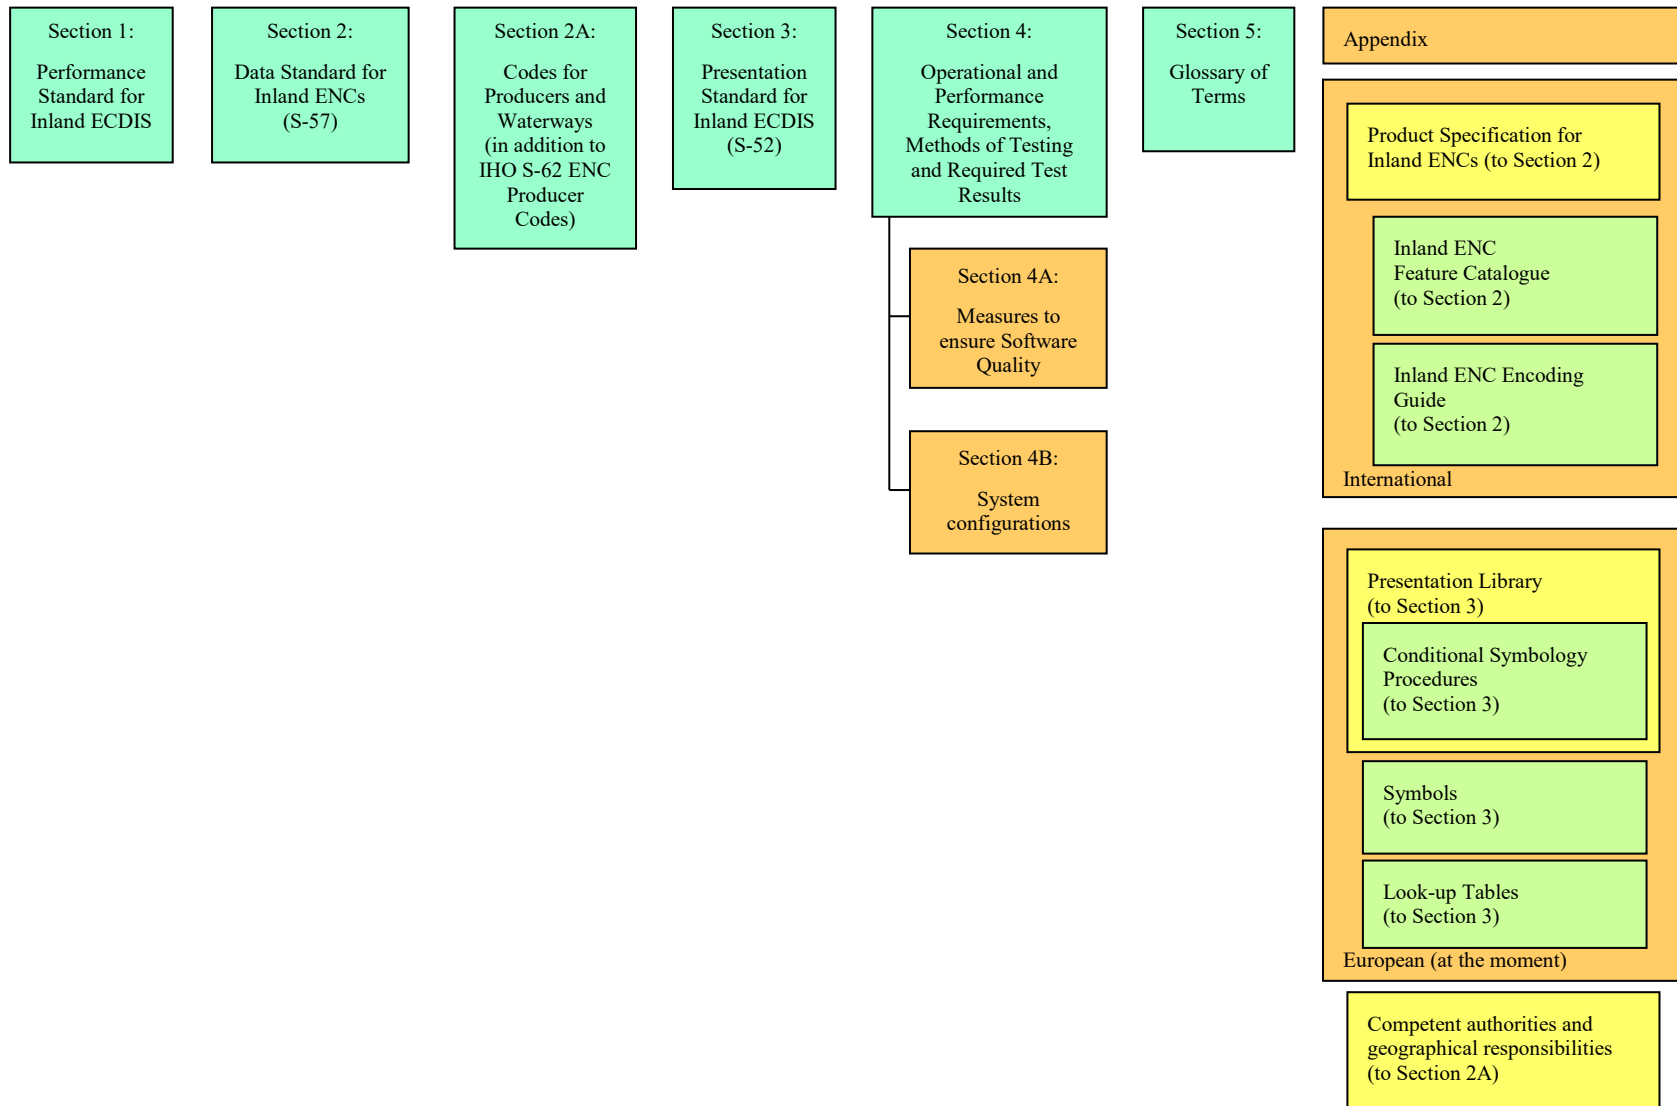 Section 1:
Performance
Standard for
Inland ECDIS
Section 2:
Data Standard for
Inland ENCs
(S-57)
Section 2A:
Codes for
Producers and
Waterways
(in addition to
IHO S-62 ENC
Producer
Codes)
Section 3:
Presentation
Standard for
Inland ECDIS
(S-52)
Section 4:
Operational and
Performance
Requirements,
Methods of Testing
and Required Test
Results
Section 4A:
Measures to
ensure Software
Quality
Section 4B:
System
configurations
Section 5:
Glossary of
Terms
Appendix
Product Specification for
Inland ENCs (to Section 2)
Inland ENC
Feature Catalogue
(to Section 2)
Inland ENC Encoding
Guide
(to Section 2)
International
Presentation Library
(to Section 3)
Conditional Symbology
Procedures
(to Section 3)
Symbols
(to Section 3)
Look-up Tables
(to Section 3)
European (at the moment)
Competent authorities and
geographical responsibilities
(to Section 2A)